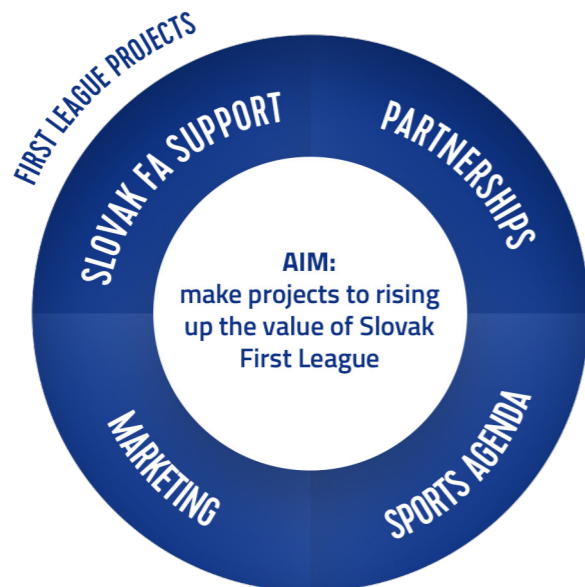 FIRST LEAGUE PROJECTS
SLOVAK FA SUPPORT
PARTNERSHIPS
AIM:
make projects to rising
up the value of Slovak
First League
MARKETING
SPORTS AGENDA